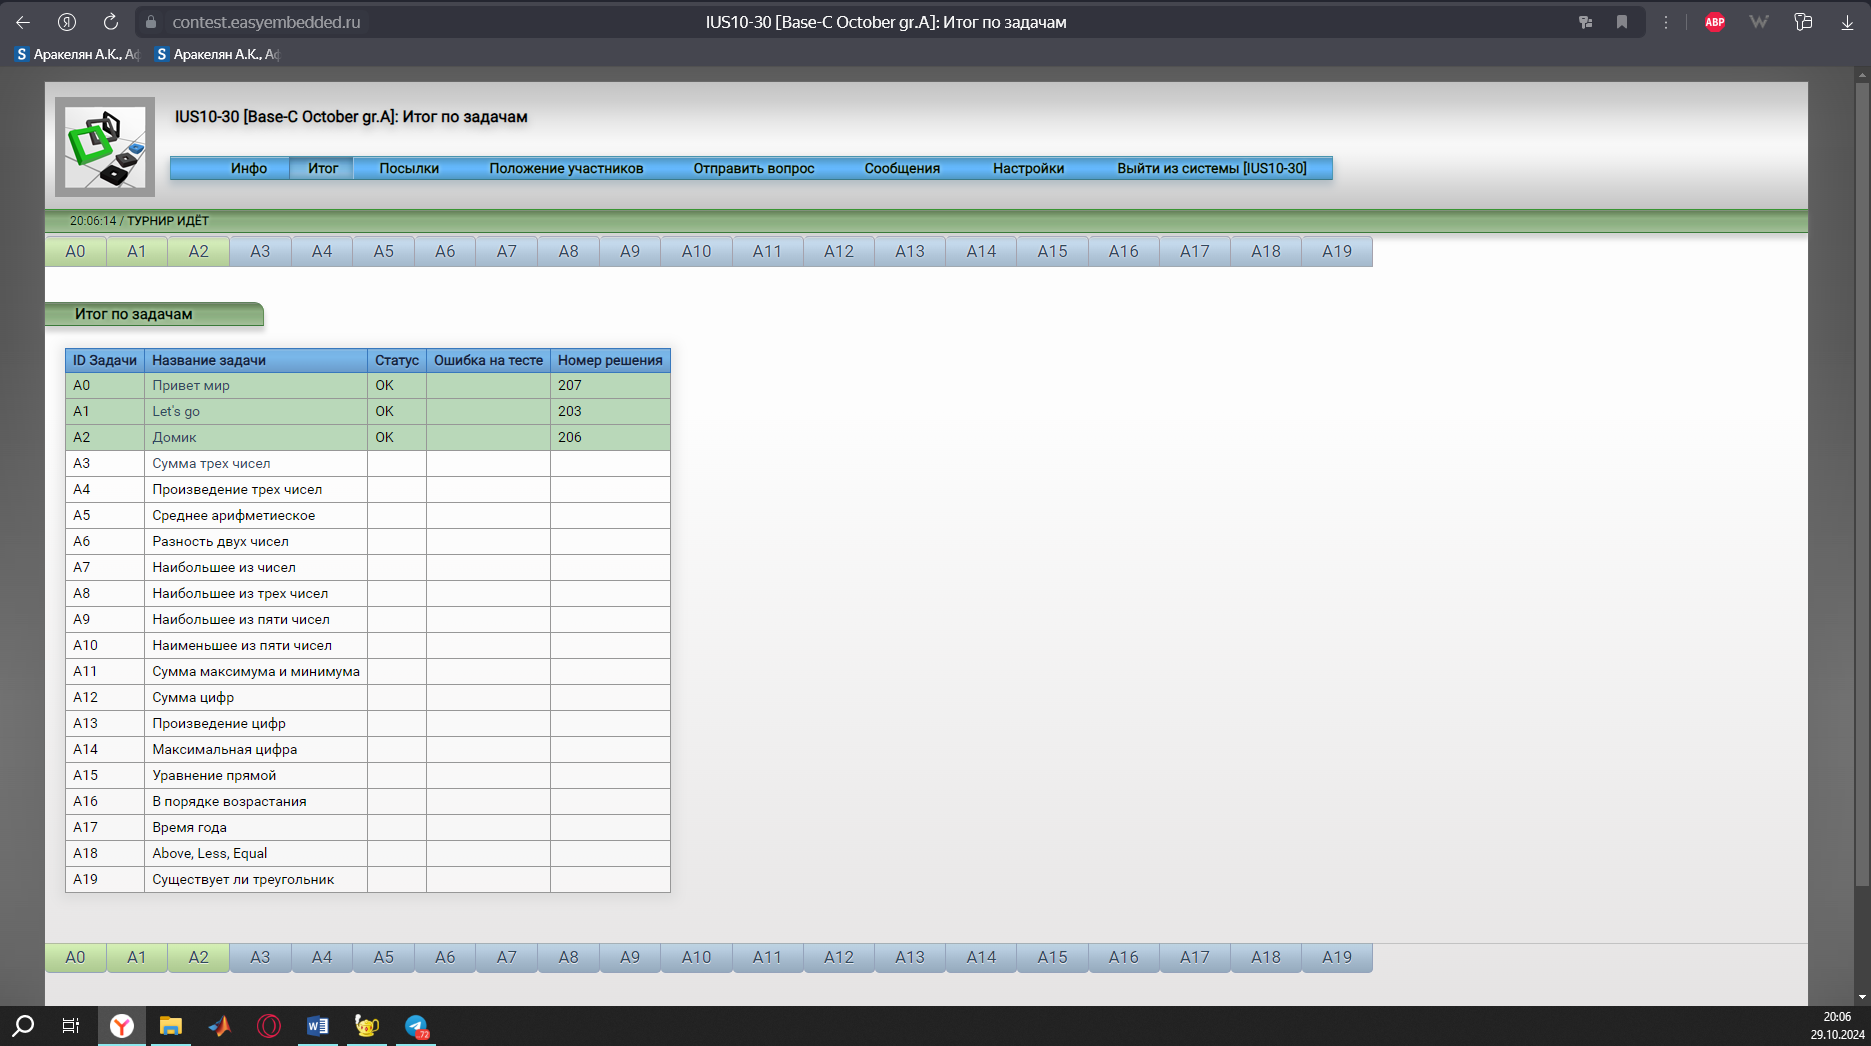 contest.easyembedded.ru
IUS10-30 [Base-C October gr.A]: Итог по задачам
ABP
Аракелян А.К., Аф
Аракелян А.К., Аф
IUS10-30 [Base-C October gr.A]: Итог по задачам
Инфо Итог Посылки Положение участников Отправить вопрос Сообщения Настройки Выйти из системы [IUS10-30]
20:06:14 / ТУРНИР ИДЁТ
A0 A1 A2 A3 A4 A5 A6 A7 A8 A9 A10 A11 A12 A13 A14 A15 A16 A17 A18 A19
Итог по задачам
ID Задачи Название задачи Статус Ошибка на тесте Номер решения
A0 Привет мир OK 207
A1 Let's go OK 203
A2 Домик OK 206
A3 Сумма трех чисел
A4 Произведение трех чисел
A5 Среднее арифметиеское
A6 Разность двух чисел
A7 Наибольшее из чисел
A8 Наибольшее из трех чисел
A9 Наибольшее из пяти чисел
A10 Наименьшее из пяти чисел
A11 Сумма максимума и минимума
A12 Сумма цифр
A13 Произведение цифр
A14 Максимальная цифра
A15 Уравнение прямой
A16 В порядке возрастания
A17 Время года
A18 Above, Less, Equal
A19 Существует ли треугольник
A0 A1 A2 A3 A4 A5 A6 A7 A8 A9 A10 A11 A12 A13 A14 A15 A16 A17 A18 A19
72
20:06
29.10.2024